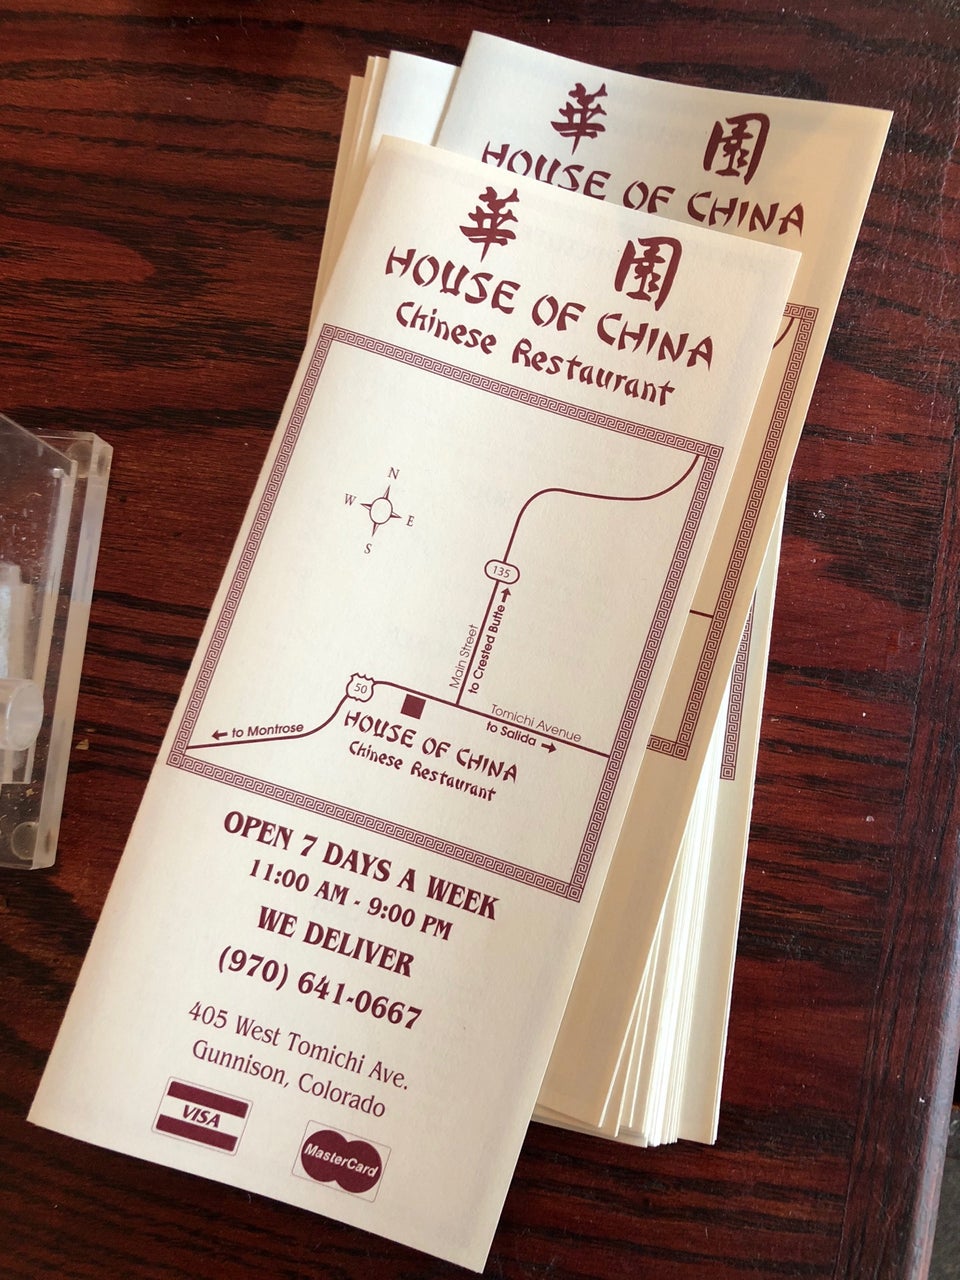 華 園
HOUSE OF CHINA
華 園
HOUSE OF CHINA
Chinese Restaurant
N
W E
S
135
Main Street
to Crested Butte
50
Tomichi Avenue
to Salida
to Montrose
HOUSE OF CHINA
Chinese Restaurant
OPEN 7 DAYS A WEEK
11:00 AM - 9:00 PM
WE DELIVER
(970) 641-0667
405 West Tomichi Ave.
Gunnison, Colorado
VISA
MasterCard